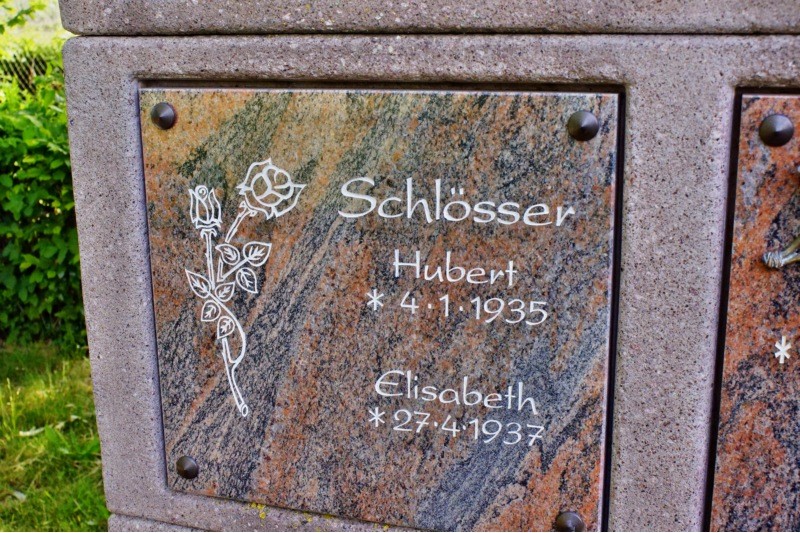 Schlösser
Hubert
* 4.1.1935
Elisabeth
* 27.4.1937
*